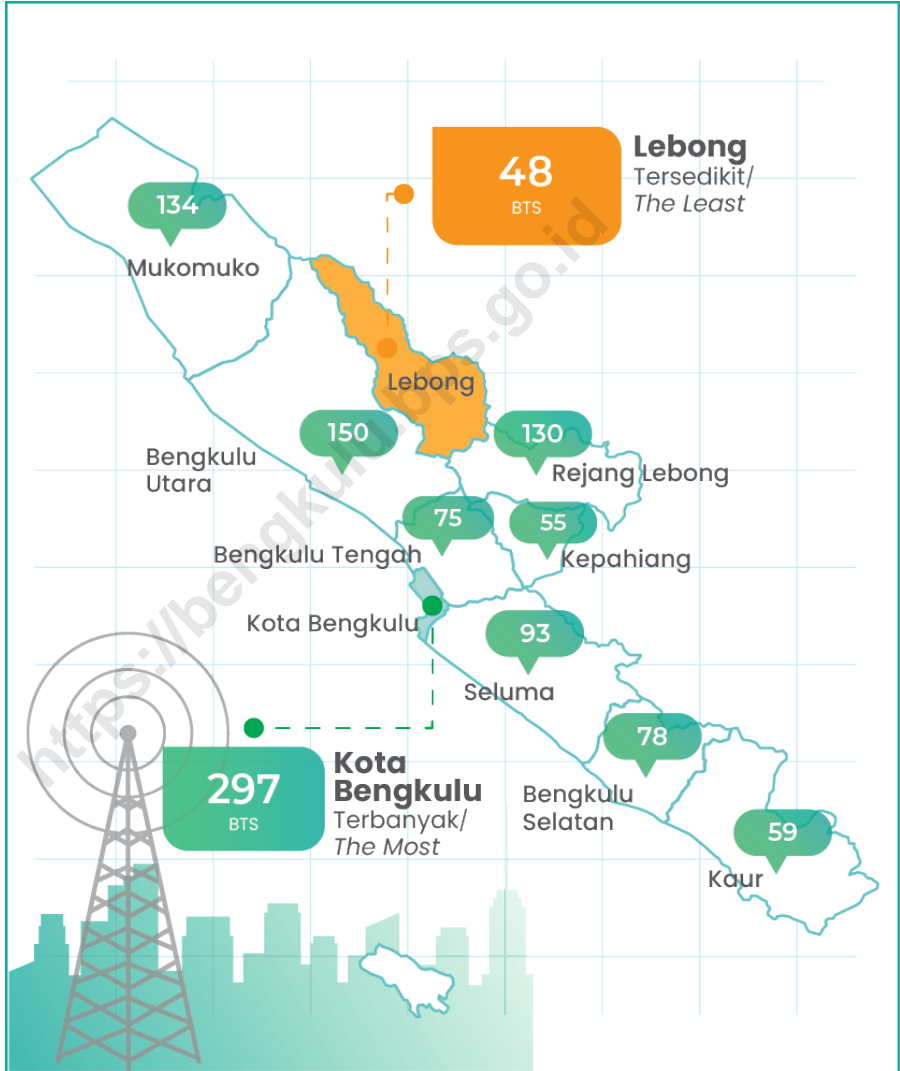 48
BTS
Lebong
Tersedikit/
The Least
134
Mukomuko
Lebong
150
Bengkulu
Utara
130
Rejang Lebong
75
Bengkulu Tengah
55
Kepahiang
Kota Bengkulu
93
Seluma
78
Bengkulu
Selatan
59
Kaur
297
BTS
Kota
Bengkulu
Terbanyak/
The Most
https://bengkulu.bps.go.id